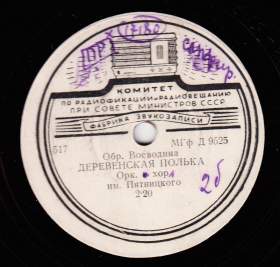 КОМИТЕТ
ПО РАДИОФИКАЦИИ и РАДИОВЕЩАНИЮ
ПРИ СОВЕТЕ МИНИСТРОВ СССР
ФАБРИКА ЗВУКОЗАПИСИ
517 МГф Д 9625
Обр. Воеводина
ДЕРЕВЕНСКАЯ ПОЛЬКА
Орк. хора
им. Пятницкого
2'20
2б